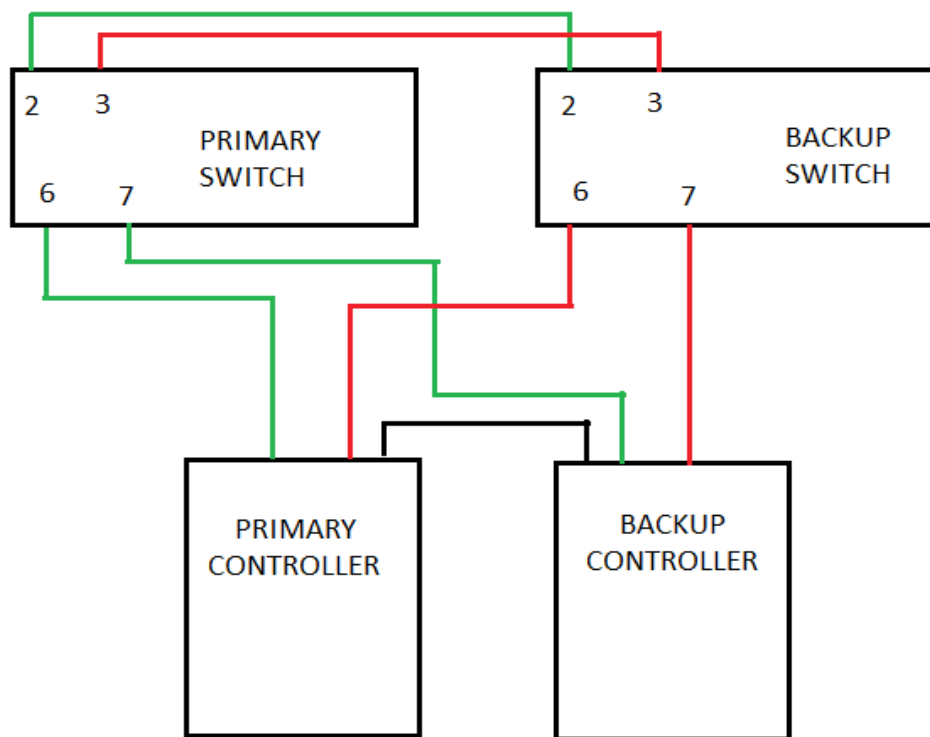 2 3
PRIMARY
SWITCH
6 7
2 3
BACKUP
SWITCH
6 7
PRIMARY
CONTROLLER
BACKUP
CONTROLLER